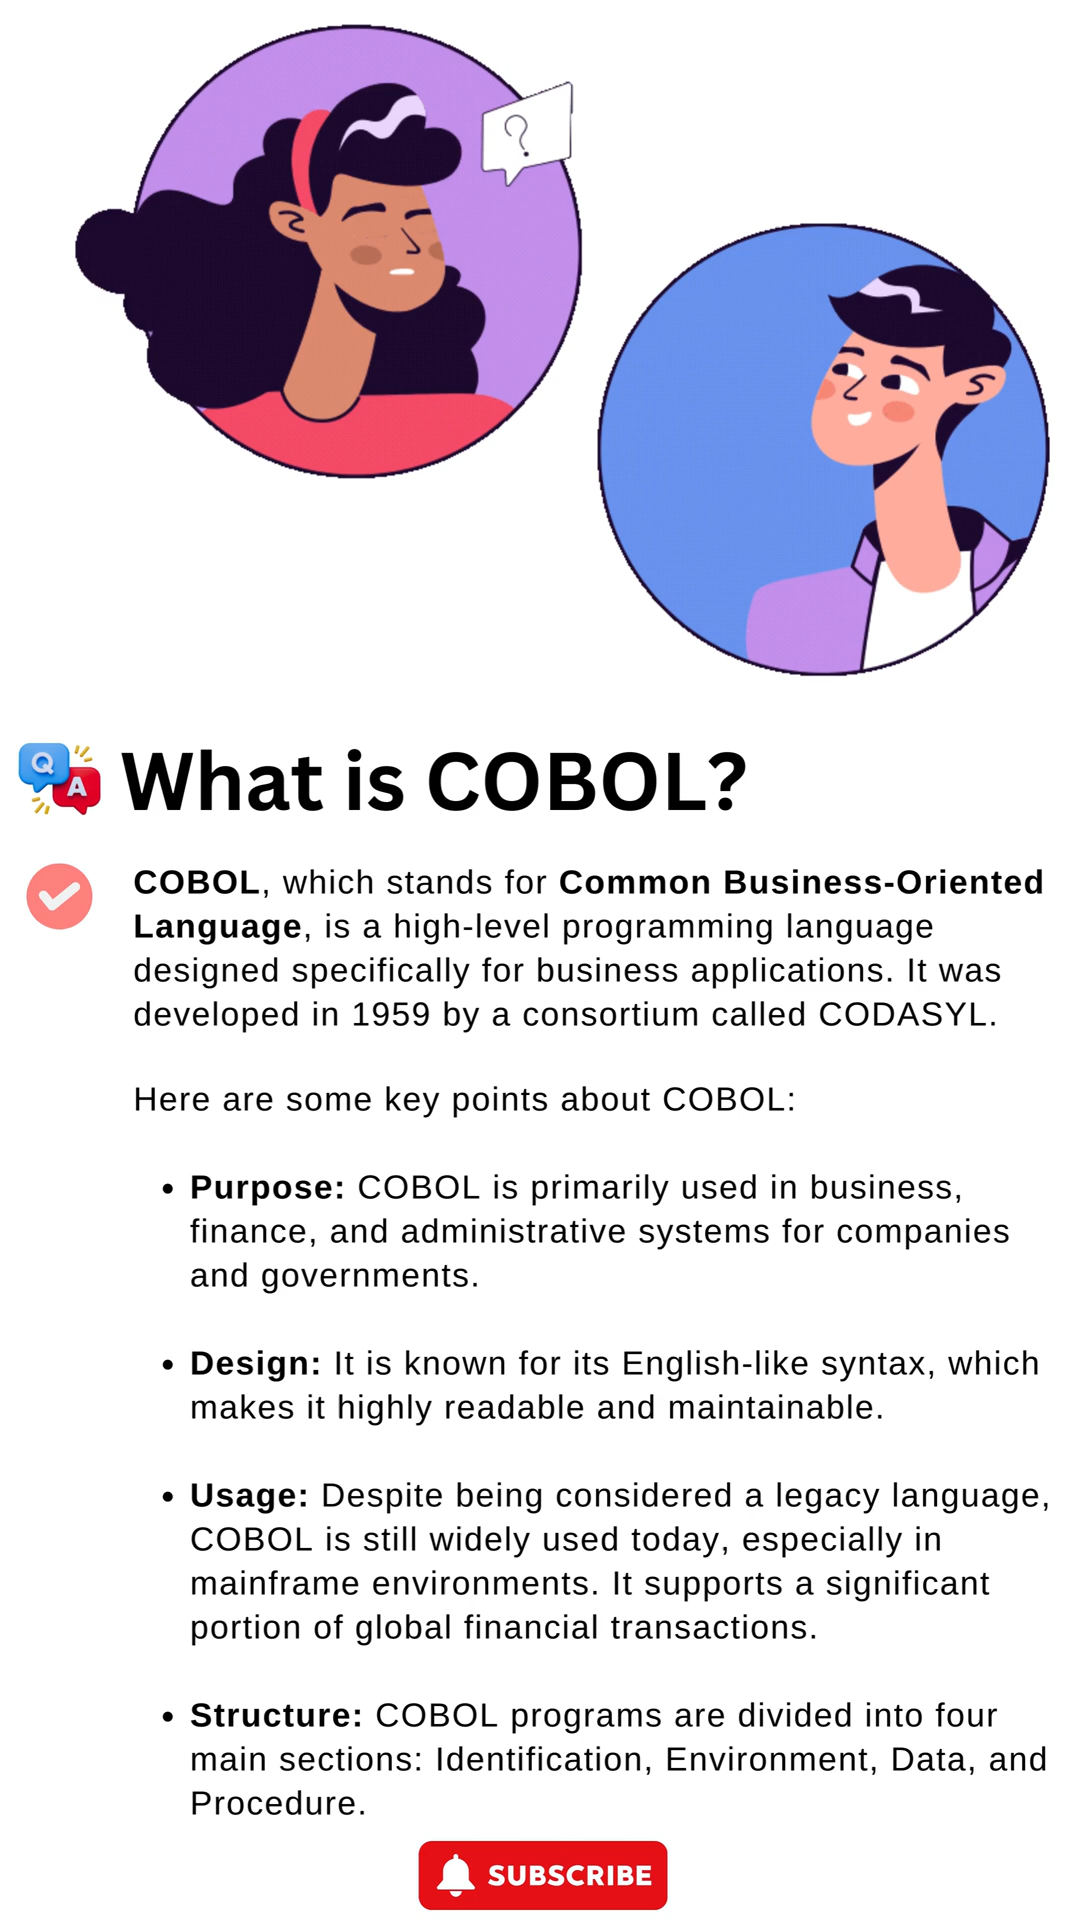 ?
Q
A
What is COBOL?
COBOL, which stands for Common Business-Oriented
Language, is a high-level programming language
designed specifically for business applications. It was
developed in 1959 by a consortium called CODASYL.
Here are some key points about COBOL:
• Purpose: COBOL is primarily used in business,
finance, and administrative systems for companies
and governments.
• Design: It is known for its English-like syntax, which
makes it highly readable and maintainable.
• Usage: Despite being considered a legacy language,
COBOL is still widely used today, especially in
mainframe environments. It supports a significant
portion of global financial transactions.
• Structure: COBOL programs are divided into four
main sections: Identification, Environment, Data, and
Procedure.
SUBSCRIBE